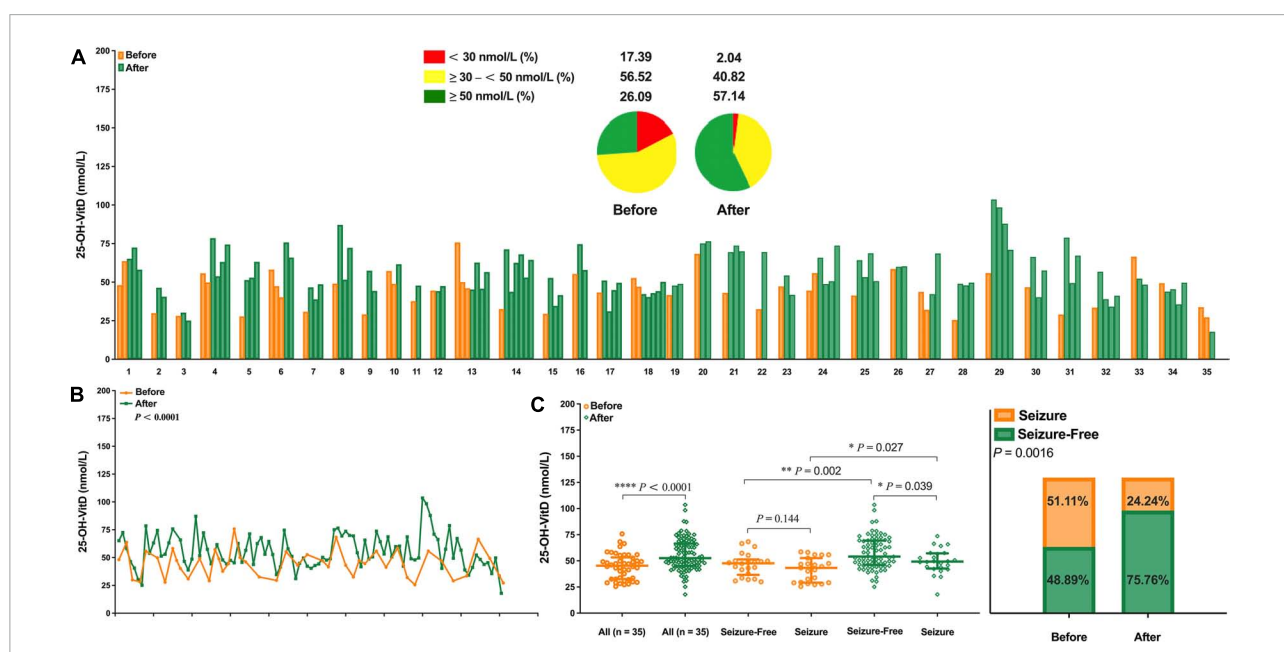 A
25-OH-VitD (nmol/L)
200
175
150
125
100
75
50
25
0
Before
After
< 30 nmol/L (%) 17.39 2.04
≥ 30 – < 50 nmol/L (%) 56.52 40.82
≥ 50 nmol/L (%) 26.09 57.14
Before After
1 2 3 4 5 6 7 8 9 10 11 12 13 14 15 16 17 18 19 20 21 22 23 24 25 26 27 28 29 30 31 32 33 34 35
B
25-OH-VitD (nmol/L)
200
175
150
125
100
75
50
25
0
Before
After
P < 0.0001
C
25-OH-VitD (nmol/L)
200
175
150
125
100
75
50
25
0
Before
After
* P = 0.027
** P = 0.002
**** P < 0.0001
* P = 0.039
P = 0.144
All (n = 35) All (n = 35) Seizure-Free Seizure Seizure-Free Seizure
Seizure
Seizure-Free
P = 0.0016
51.11% 24.24%
48.89% 75.76%
Before After